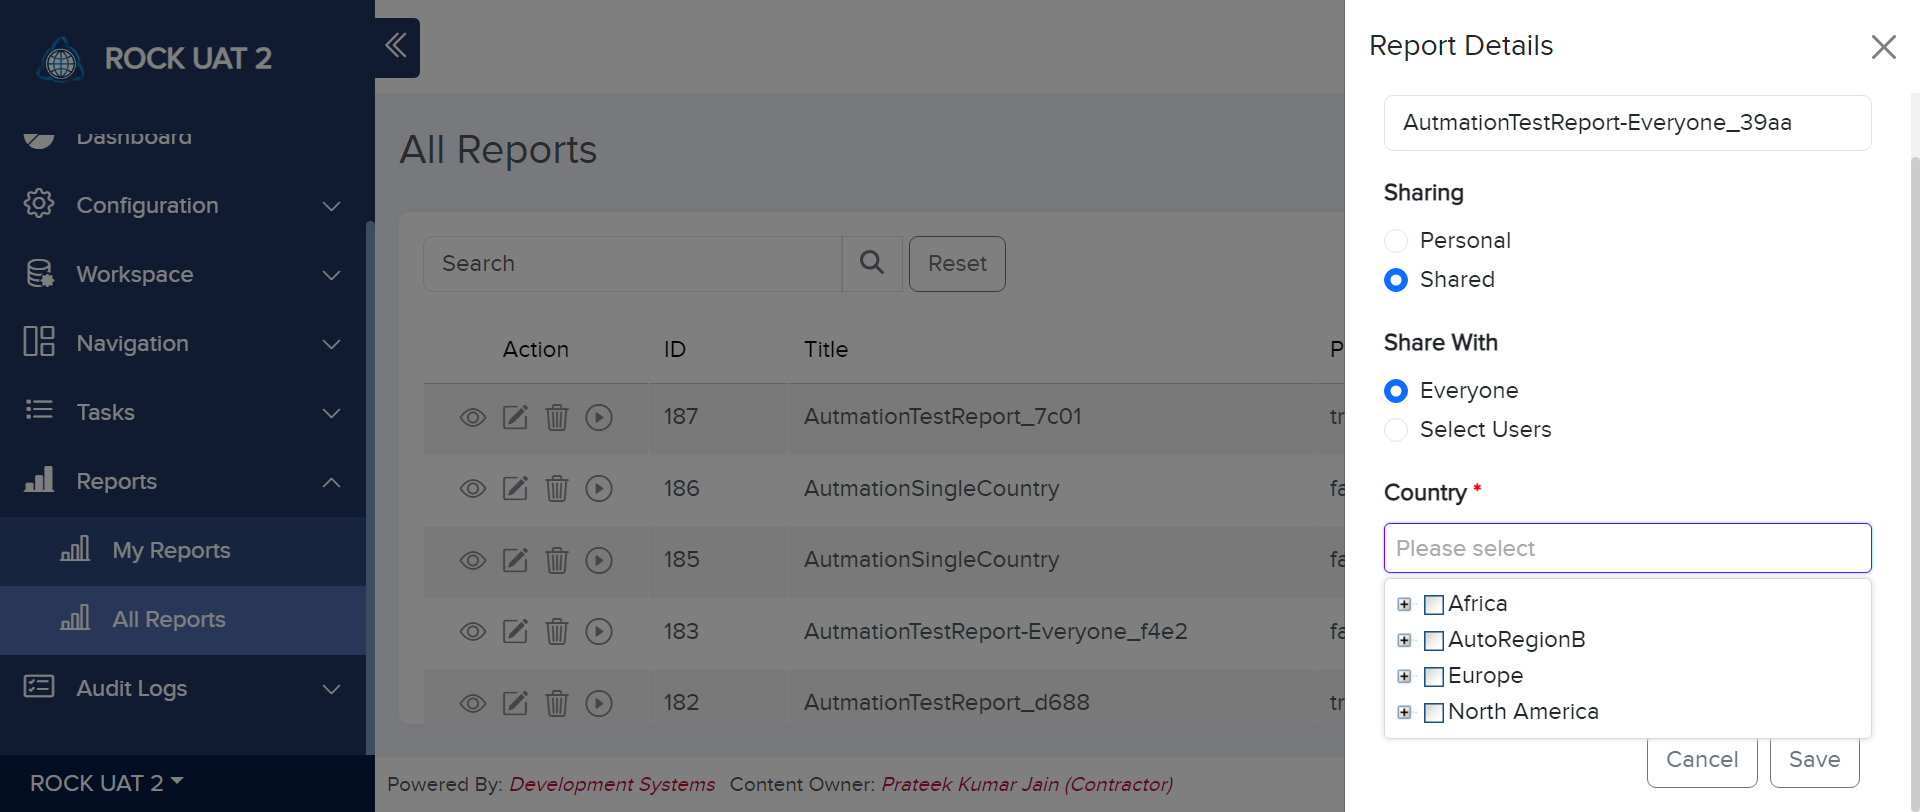 ROCK UAT 2
Dashboard
Configuration
Workspace
Navigation
Tasks
Reports
My Reports
All Reports
Audit Logs
ROCK UAT 2
All Reports
Search
Reset
Action ID Title P
187 AutmationTestReport_7c01 tr
186 AutmationSingleCountry fa
185 AutmationSingleCountry fa
183 AutmationTestReport-Everyone_f4e2 fa
182 AutmationTestReport_d688 tr
Powered By: Development Systems Content Owner: Prateek Kumar Jain (Contractor)
Report Details
AutmationTestReport-Everyone_39aa
Sharing
Personal
Shared
Share With
Everyone
Select Users
Country *
Please select
Africa
AutoRegionB
Europe
North America
Cancel
Save